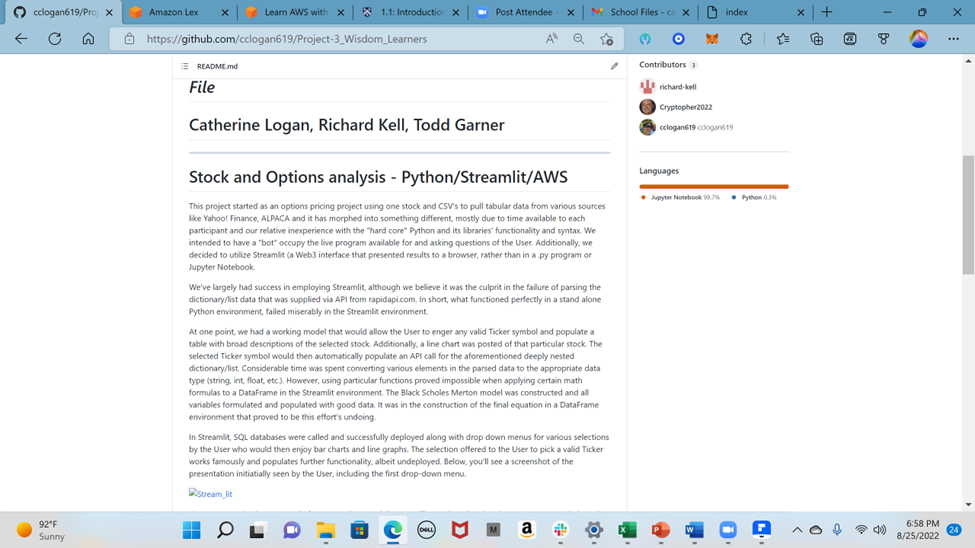 cclogan619/Proj
Amazon Lex
Learn AWS with
1.1: Introduction
Post Attendee -
School Files - ca
index
https://github.com/cclogan619/Project-3_Wisdom_Learners
README.md
File
Catherine Logan, Richard Kell, Todd Garner
Stock and Options analysis - Python/Streamlit/AWS
This project started as an options pricing project using one stock and CSV's to pull tabular data from various sources
like Yahoo! Finance, ALPACA and it has morphed into something different, mostly due to time available to each
participant and our relative inexperience with the "hard core" Python and its libraries' functionality and syntax. We
intended to have a "bot" occupy the live program available for and asking questions of the User. Additionally, we
decided to utilize Streamlit (a Web3 interface that presented results to a browser, rather than in a .py program or
Jupyter Notebook.
We've largely had success in employing Streamlit, although we believe it was the culprit in the failure of parsing the
dictionary/list data that was supplied via API from rapidapi.com. In short, what functioned perfectly in a stand alone
Python environment, failed miserably in the Streamlit environment.
At one point, we had a working model that would allow the User to enger any valid Ticker symbol and populate a
table with broad descriptions of the selected stock. Additionally, a line chart was posted of that particular stock. The
selected Ticker symbol would then automatically populate an API call for the aforementioned deeply nested
dictionary/list. Considerable time was spent converting various elements in the parsed data to the appropriate data
type (string, int, float, etc.). However, using particular functions proved impossible when applying certain math
formulas to a DataFrame in the Streamlit environment. The Black Scholes Merton model was constructed and all
variables formulated and populated with good data. It was in the construction of the final equation in a DataFrame
environment that proved to be this effort's undoing.
In Streamlit, SQL databases were called and successfully deployed along with drop down menus for various selections
by the User who would then enjoy bar charts and line graphs. The selection offered to the User to pick a valid Ticker
works famously and populates further functionality, albeit undeployed. Below, you'll see a screenshot of the
presentation initiatially seen by the User, including the first drop-down menu.
Stream_lit
Contributors 3
richard-kell
Cryptopher2022
cclogan619 cclogan619
Languages
Jupyter Notebook 99.7% Python 0.3%
92°F
Sunny
DELL
M
a
6:58 PM
8/25/2022
24